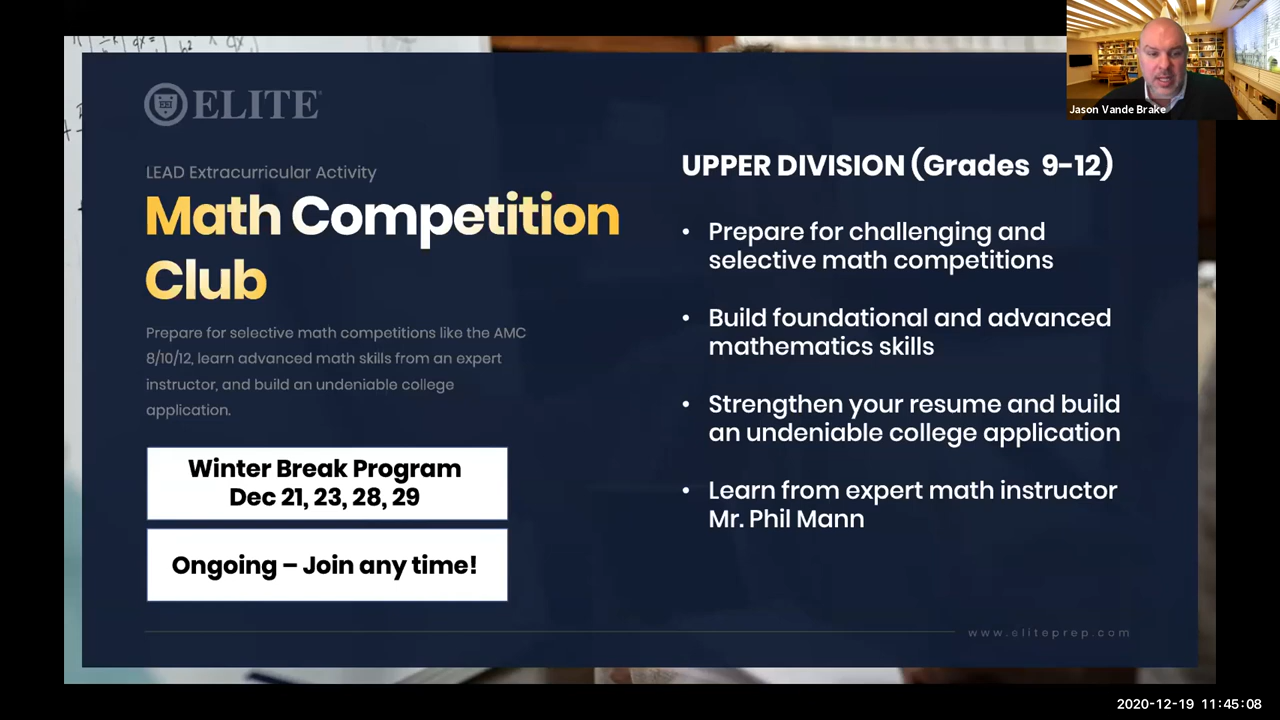 ELITE
LEAD Extracurricular Activity
Math Competition
Club
Prepare for selective math competitions like the AMC
8/10/12, learn advanced math skills from an expert
instructor, and build an undeniable college
application.
Winter Break Program
Dec 21, 23, 28, 29
Ongoing – Join any time!
UPPER DIVISION (Grades 9-12)
• Prepare for challenging and
selective math competitions
• Build foundational and advanced
mathematics skills
• Strengthen your resume and build
an undeniable college application
• Learn from expert math instructor
Mr. Phil Mann
www.eliteprep.com
Jason Vande Brake
2020-12-19 11:45:08